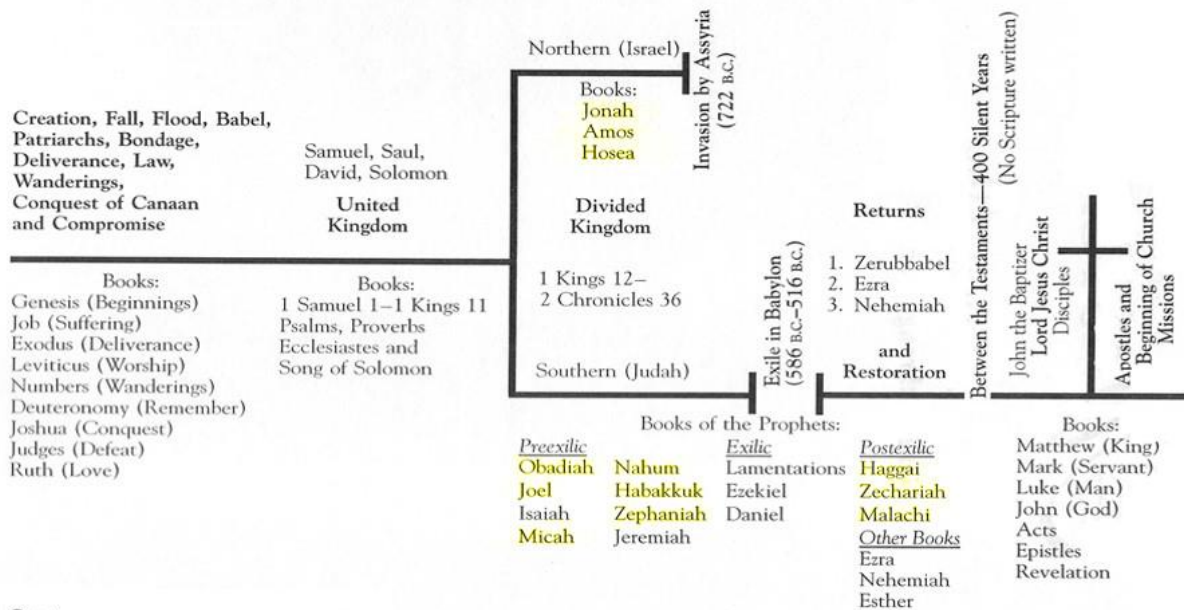 Northern (Israel)
Books:
Jonah
Amos
Hosea
Invasion by Assyria
(722 B.C.)
Creation, Fall, Flood, Babel,
Patriarchs, Bondage,
Deliverance, Law,
Wanderings,
Conquest of Canaan
and Compromise
Samuel, Saul,
David, Solomon
United
Kingdom
Divided
Kingdom
Returns
Books:
Genesis (Beginnings)
Job (Suffering)
Exodus (Deliverance)
Leviticus (Worship)
Numbers (Wanderings)
Deuteronomy (Remember)
Joshua (Conquest)
Judges (Defeat)
Ruth (Love)
Books:
1 Samuel 1–1 Kings 11
Psalms, Proverbs
Ecclesiastes and
Song of Solomon
1 Kings 12–
2 Chronicles 36
Southern (Judah)
Exile in Babylon
(586 B.C.–516 B.C.)
1. Zerubbabel
2. Ezra
3. Nehemiah
and
Restoration
Between the Testaments—400 Silent Years
(No Scripture written)
John the Baptizer
Lord Jesus Christ
Disciples
Apostles and
Beginning of Church
Missions
Books of the Prophets:
Preexilic
Obadiah
Joel
Isaiah
Micah
Nahum
Habakkuk
Zephaniah
Jeremiah
Exilic
Lamentations
Ezekiel
Daniel
Postexilic
Haggai
Zechariah
Malachi
Other Books
Ezra
Nehemiah
Esther
Books:
Matthew (King)
Mark (Servant)
Luke (Man)
John (God)
Acts
Epistles
Revelation